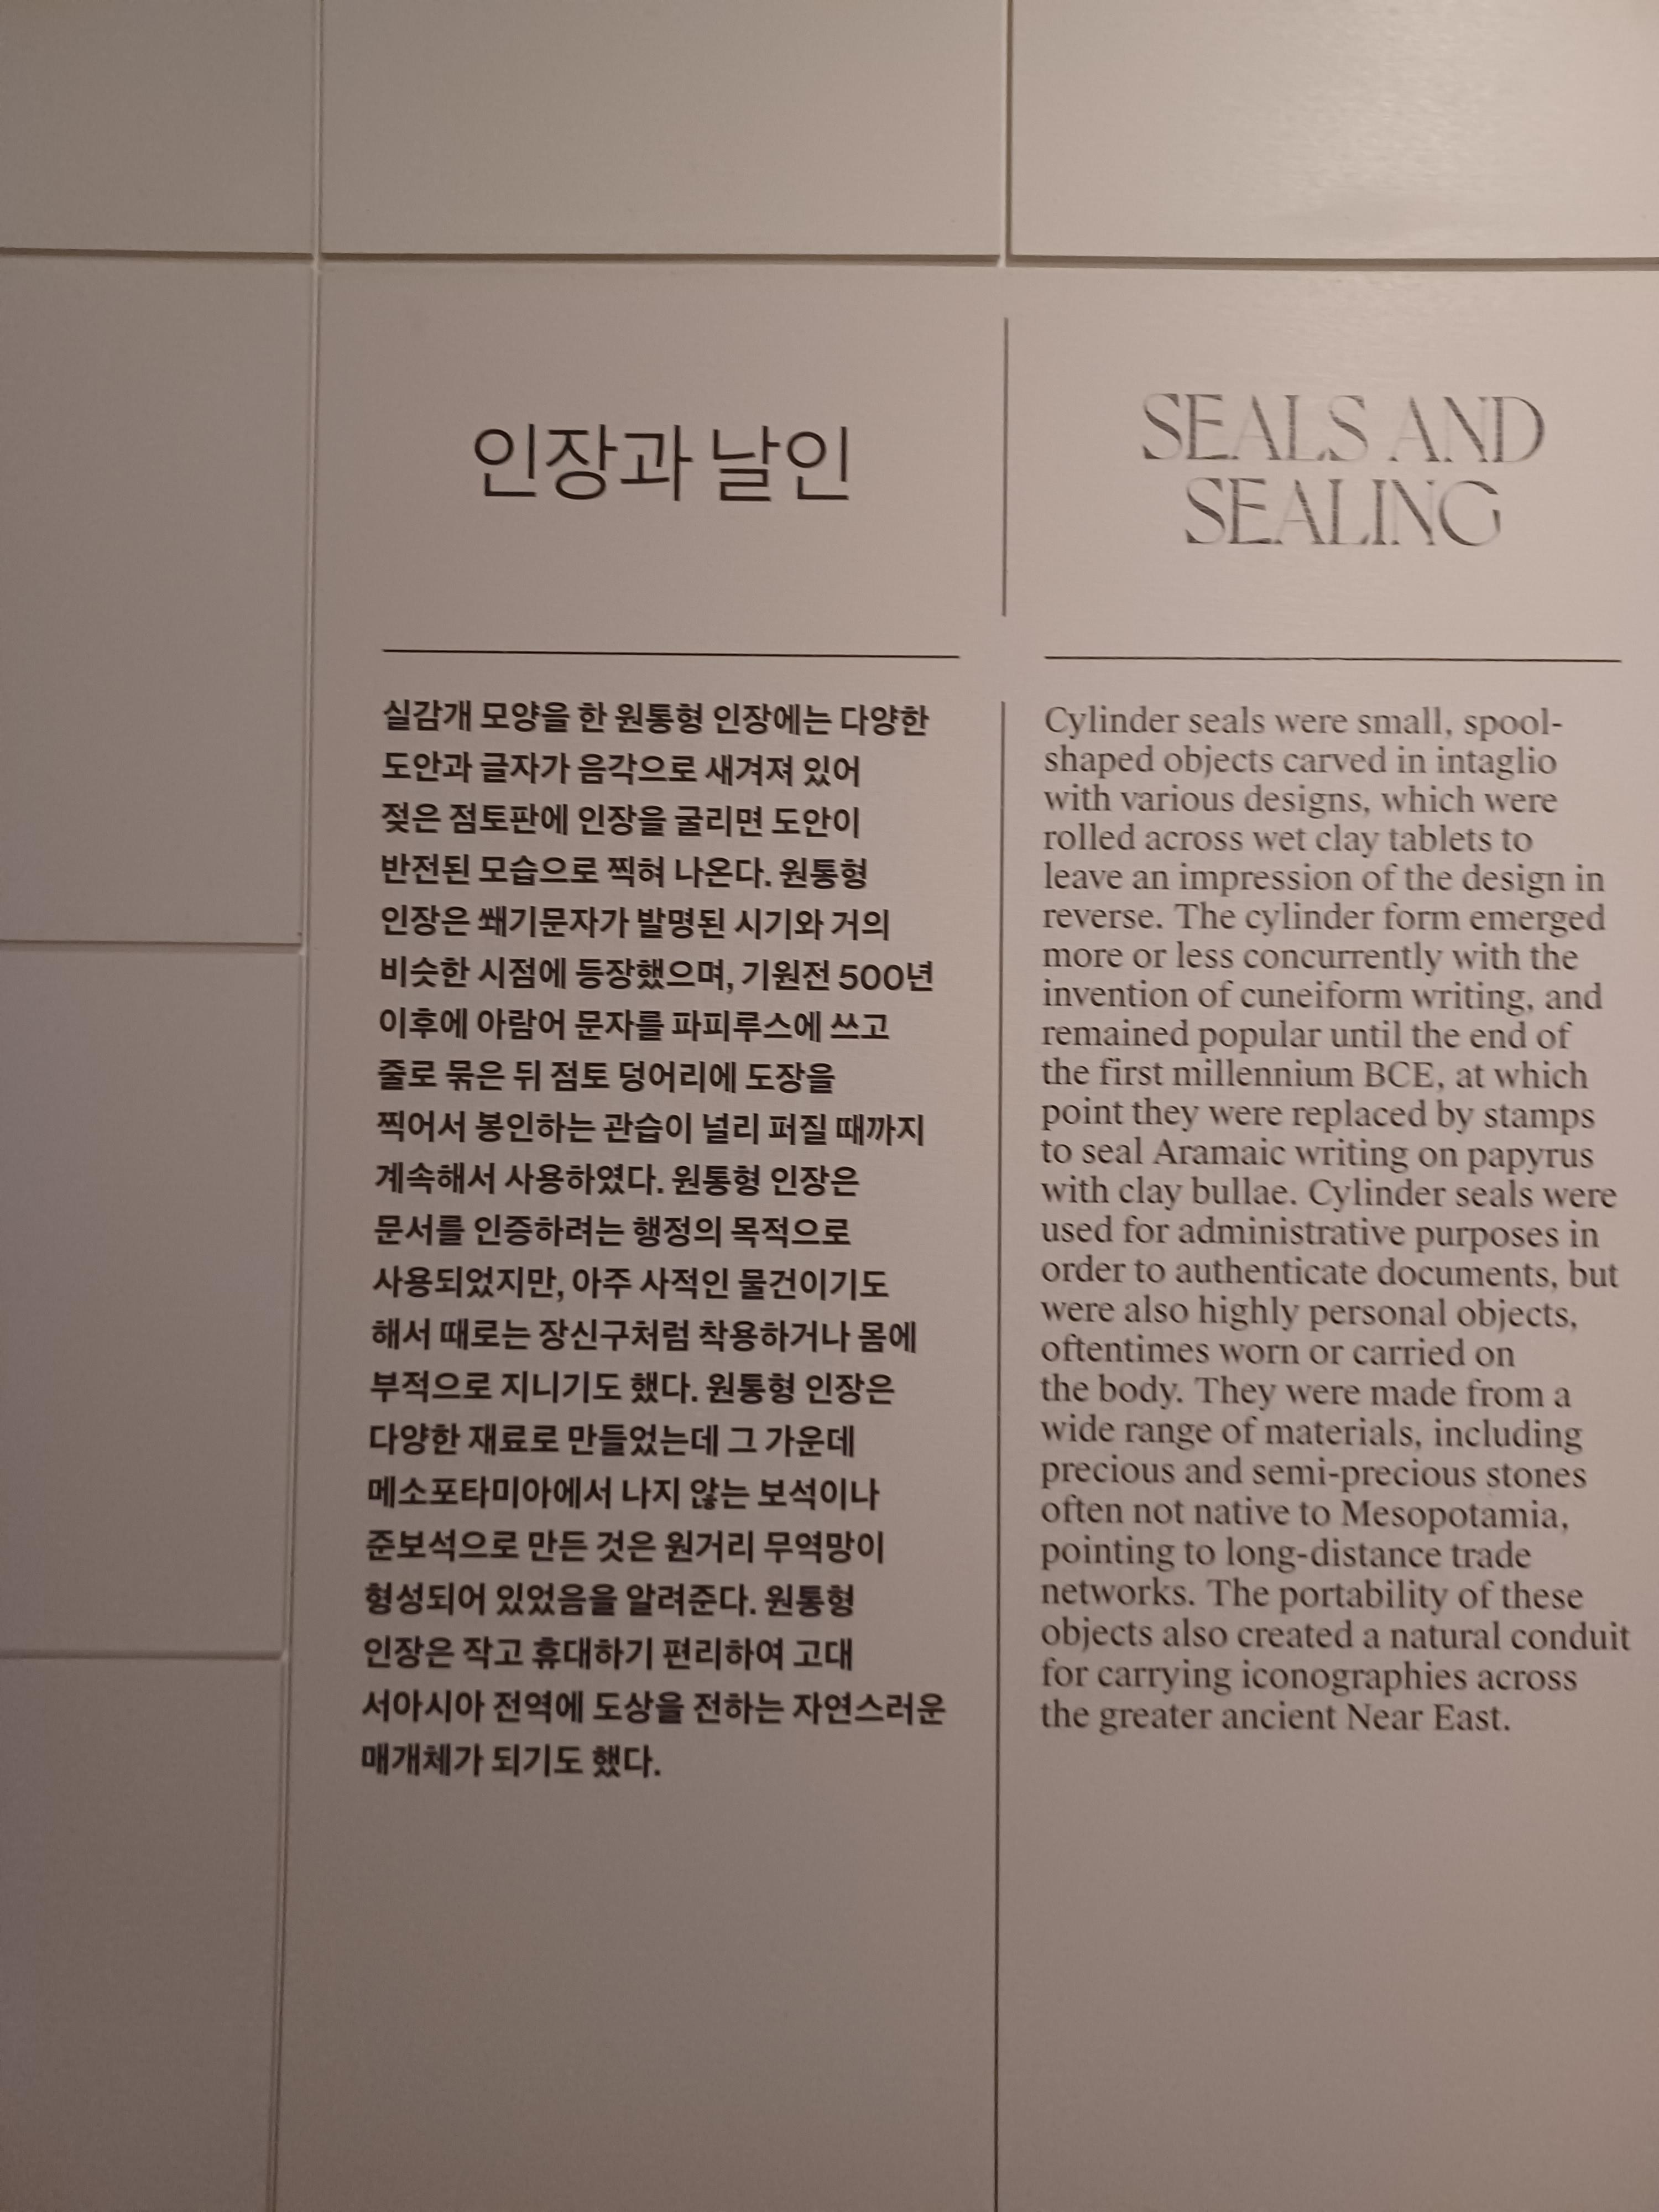 인장과 날인
실감개 모양을 한 원통형 인장에는 다양한
도안과 글자가 음각으로 새겨져 있어
젖은 점토판에 인장을 굴리면 도안이
반전된 모습으로 찍혀 나온다. 원통형
인장은 쐐기문자가 발명된 시기와 거의
비슷한 시점에 등장했으며, 기원전 500년
이후에 아람어 문자를 파피루스에 쓰고
줄로 묶은 뒤 점토 덩어리에 도장을
찍어서 봉인하는 관습이 널리 퍼질 때까지
계속해서 사용하였다. 원통형 인장은
문서를 인증하려는 행정의 목적으로
사용되었지만, 아주 사적인 물건이기도
해서 때로는 장신구처럼 착용하거나 몸에
부적으로 지니기도 했다. 원통형 인장은
다양한 재료로 만들었는데 그 가운데
메소포타미아에서 나지 않는 보석이나
준보석으로 만든 것은 원거리 무역망이
형성되어 있었음을 알려준다. 원통형
인장은 작고 휴대하기 편리하여 고대
서아시아 전역에 도상을 전하는 자연스러운
매개체가 되기도 했다.
SEALS AND
SEALING
Cylinder seals were small, spool-
shaped objects carved in intaglio
with various designs, which were
rolled across wet clay tablets to
leave an impression of the design in
reverse. The cylinder form emerged
more or less concurrently with the
invention of cuneiform writing, and
remained popular until the end of
the first millennium BCE, at which
point they were replaced by stamps
to seal Aramaic writing on papyrus
with clay bullae. Cylinder seals were
used for administrative purposes in
order to authenticate documents, but
were also highly personal objects,
oftentimes worn or carried on
the body. They were made from a
wide range of materials, including
precious and semi-precious stones
often not native to Mesopotamia,
pointing to long-distance trade
networks. The portability of these
objects also created a natural conduit
for carrying iconographies across
the greater ancient Near East.